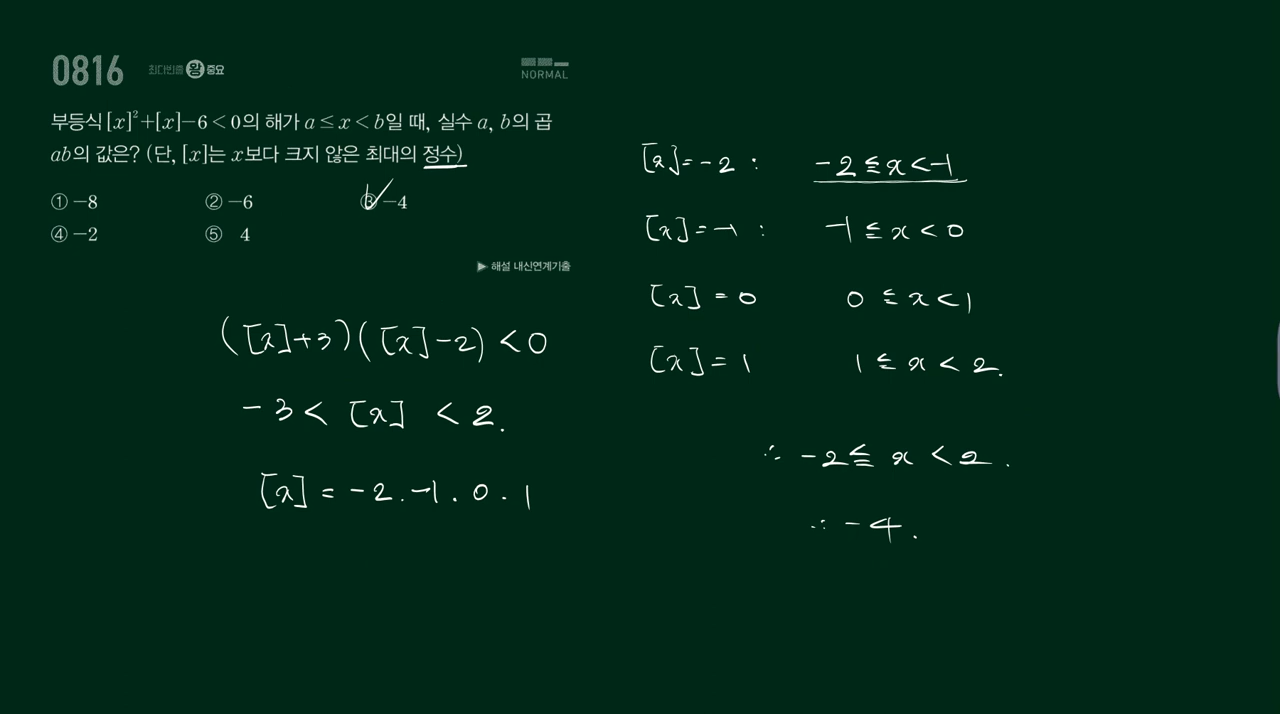 0816 최다빈출 왕 중요
NORMAL
부등식 [x]²+[x]−6<0의 해가 a≤x<b일 때, 실수 a, b의 곱
ab의 값은? (단, [x]는 x보다 크지 않은 최대의 정수)
① −8 ② −6 ③ −4
④ −2 ⑤ 4
▶ 해설 내신연계기출
([x]+3)([x]−2)<0
−3<[x]<2.
[x]=−2.−1.0.1
[x]=−2 : −2≦x<−1
[x]=−1 : −1≦x<0
[x]=0 0≦x<1
[x]=1 1≦x<2.
∴ −2≦x<2.
∴ −4.